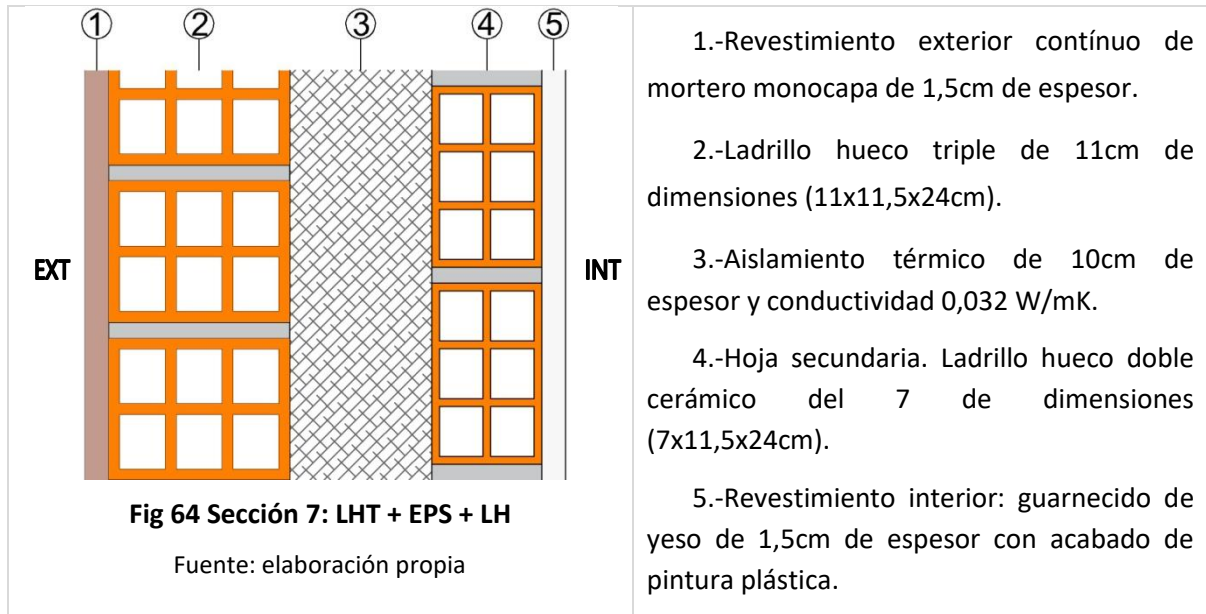 ① ② ③ ④ ⑤
EXT
INT
Fig 64 Sección 7: LHT + EPS + LH
Fuente: elaboración propia
1.-Revestimiento exterior contínuo de
mortero monocapa de 1,5cm de espesor.
2.-Ladrillo hueco triple de 11cm de
dimensiones (11x11,5x24cm).
3.-Aislamiento térmico de 10cm de
espesor y conductividad 0,032 W/mK.
4.-Hoja secundaria. Ladrillo hueco doble
cerámico del 7 de dimensiones
(7x11,5x24cm).
5.-Revestimiento interior: guarnecido de
yeso de 1,5cm de espesor con acabado de
pintura plástica.